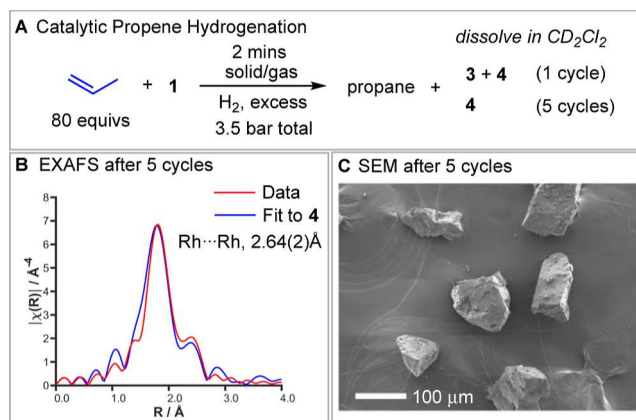 A Catalytic Propene Hydrogenation
80 equivs
+ 1
2 mins
solid/gas
H2, excess
3.5 bar total
propane +
dissolve in CD2Cl2
3 + 4 (1 cycle)
4 (5 cycles)
B EXAFS after 5 cycles
Data
Fit to 4
Rh···Rh, 2.64(2)Å
|χ(R)| / Å-4
8
7
6
5
4
3
2
1
0
0.0 1.0 2.0 3.0 4.0
R / Å
C SEM after 5 cycles
100 μm